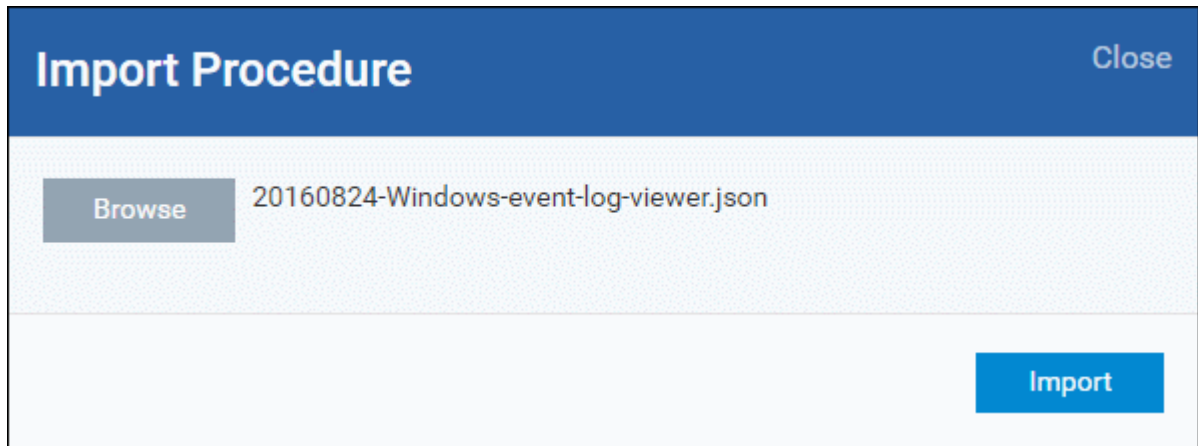 Import Procedure
Close
Browse
20160824-Windows-event-log-viewer.json
Import